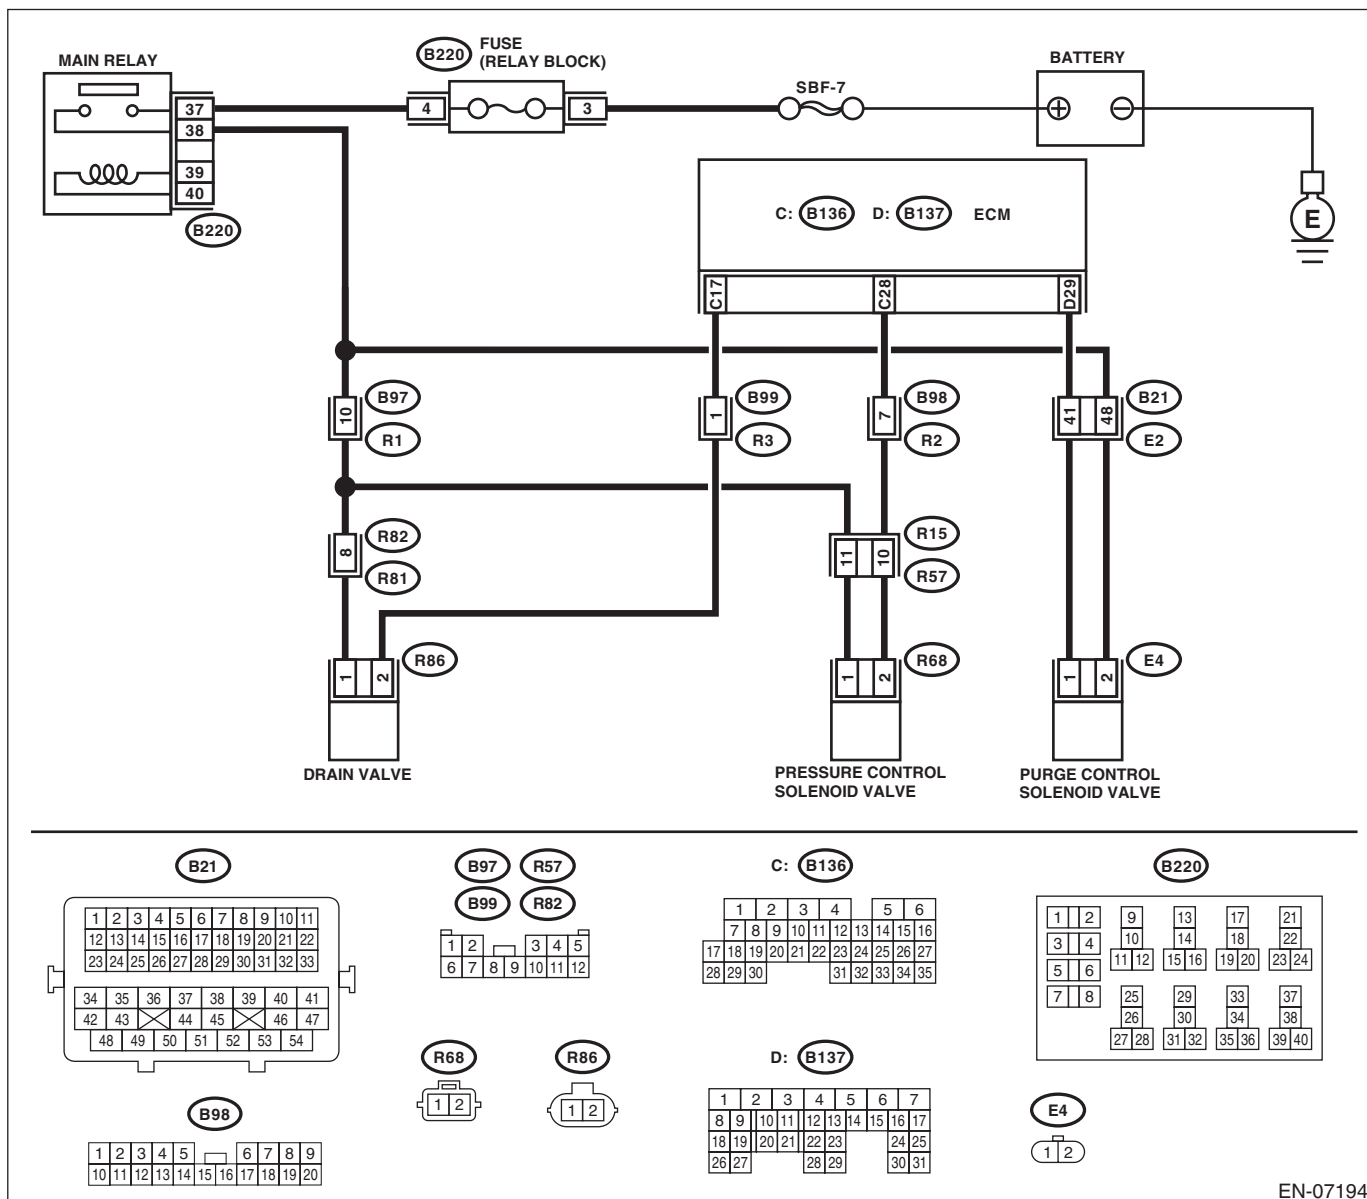 MAIN RELAY
B220
FUSE
(RELAY BLOCK)
SBF-7
BATTERY
37
38
39
40
4
3
B220
E
C: B136 D: B137 ECM
C17
C28
D29
10
B97
R1
1
B99
R3
7
B98
R2
41
48
B21
E2
8
R82
R81
11
10
R15
R57
1
2
R86
1
2
R68
1
2
E4
DRAIN VALVE
PRESSURE CONTROL
SOLENOID VALVE
PURGE CONTROL
SOLENOID VALVE
B21
1 2 3 4 5 6 7 8 9 10 11
12 13 14 15 16 17 18 19 20 21 22
23 24 25 26 27 28 29 30 31 32 33
34 35 36 37 38 39 40 41
42 43 44 45 46 47
48 49 50 51 52 53 54
B98
1 2 3 4 5 6 7 8 9
10 11 12 13 14 15 16 17 18 19 20
B97 R57
B99 R82
1 2 3 4 5
6 7 8 9 10 11 12
R68
1 2
R86
1 2
C: B136
1 2 3 4 5 6
7 8 9 10 11 12 13 14 15 16
17 18 19 20 21 22 23 24 25 26 27
28 29 30 31 32 33 34 35
D: B137
1 2 3 4 5 6 7
8 9 10 11 12 13 14 15 16 17
18 19 20 21 22 23 24 25
26 27 28 29 30 31
B220
1 2 9 13 17 21
3 4 10 14 18 22
5 6 11 12 15 16 19 20 23 24
7 8 25 29 33 37
26 30 34 38
27 28 31 32 35 36 39 40
E4
1 2
EN-07194